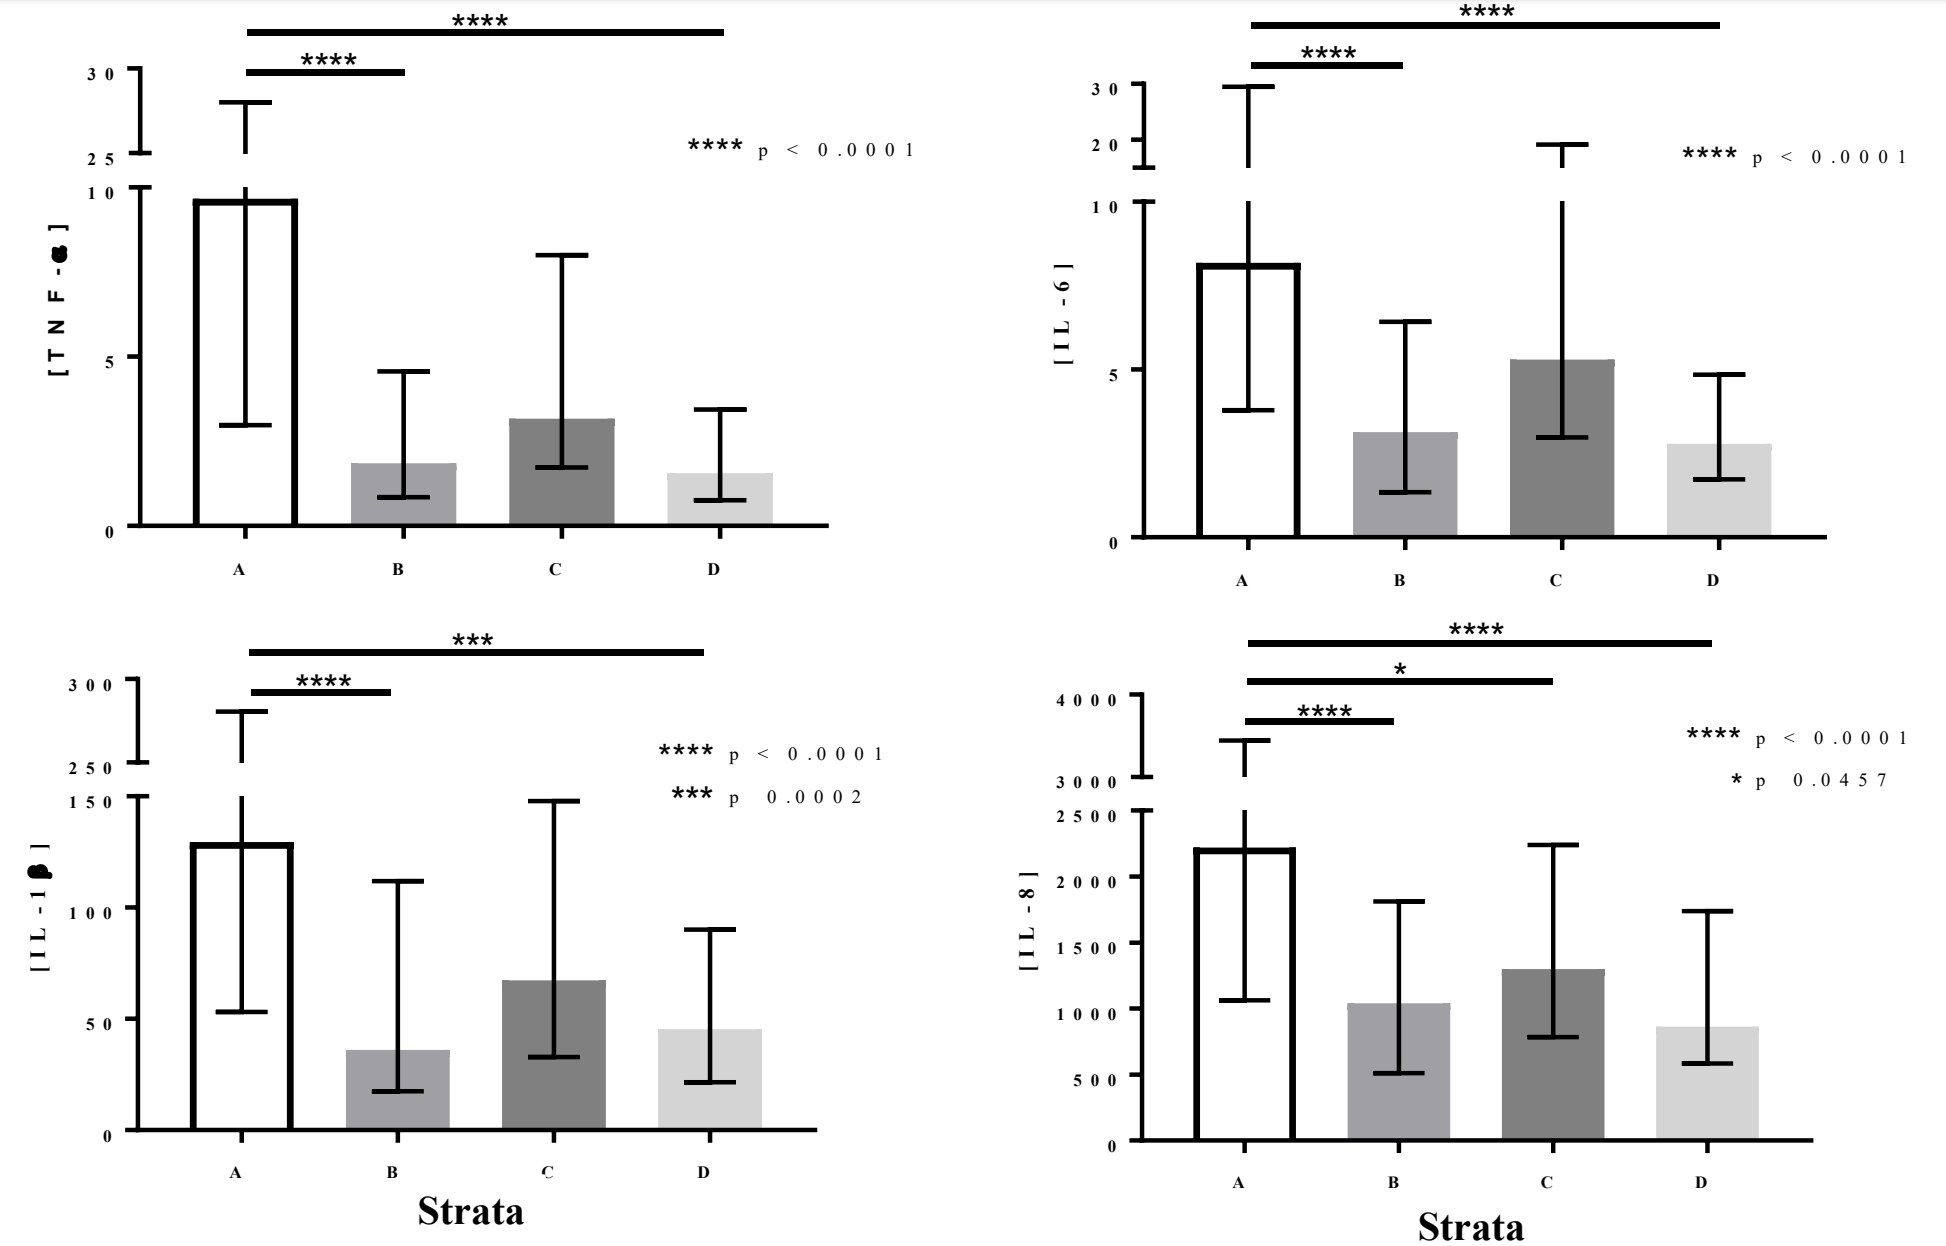 ****
****
30
25
10
5
0
[TNF-α]
**** p < 0.0001
A B C D
****
****
30
20
10
5
0
[IL-6]
**** p < 0.0001
A B C D
***
****
300
250
150
100
50
0
[IL-1β]
**** p < 0.0001
*** p 0.0002
A B C D
Strata
****
*
****
4000
3000
2500
2000
1500
1000
500
0
[IL-8]
**** p < 0.0001
* p 0.0457
A B C D
Strata